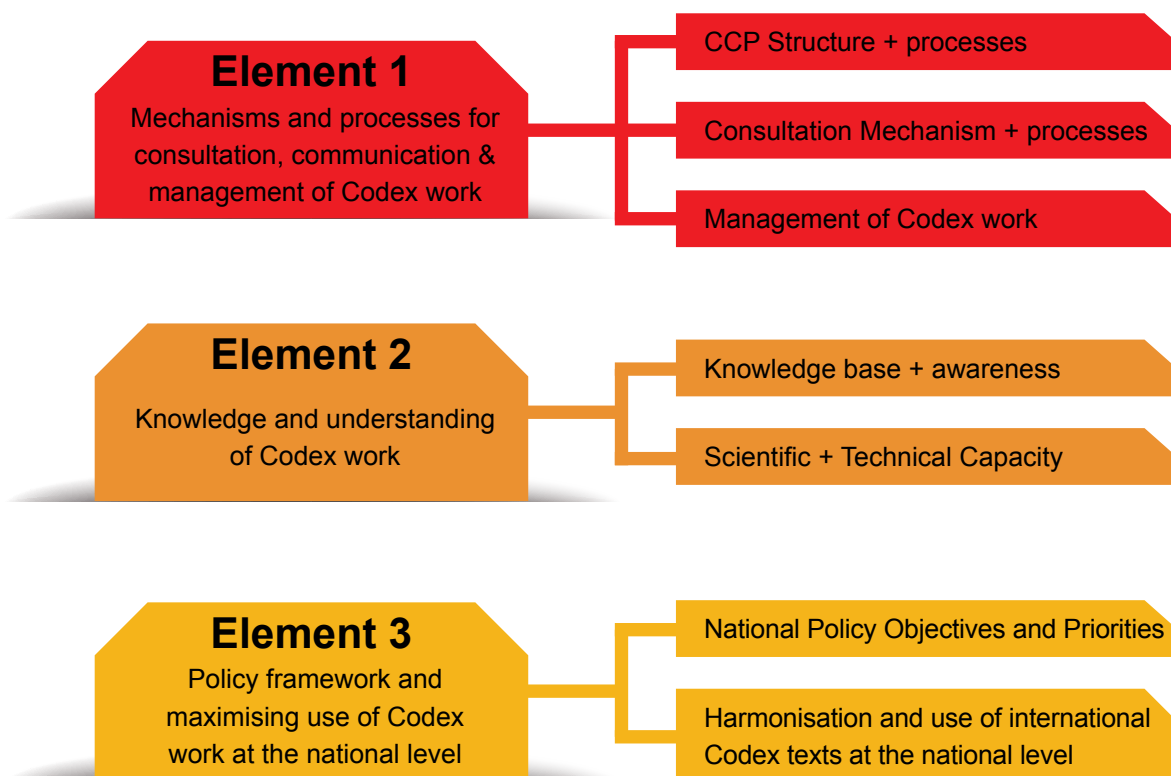 Element 1
Mechanisms and processes for
consultation, communication &
management of Codex work
CCP Structure + processes
Consultation Mechanism + processes
Management of Codex work
Element 2
Knowledge and understanding
of Codex work
Knowledge base + awareness
Scientific + Technical Capacity
Element 3
Policy framework and
maximising use of Codex
work at the national level
National Policy Objectives and Priorities
Harmonisation and use of international
Codex texts at the national level